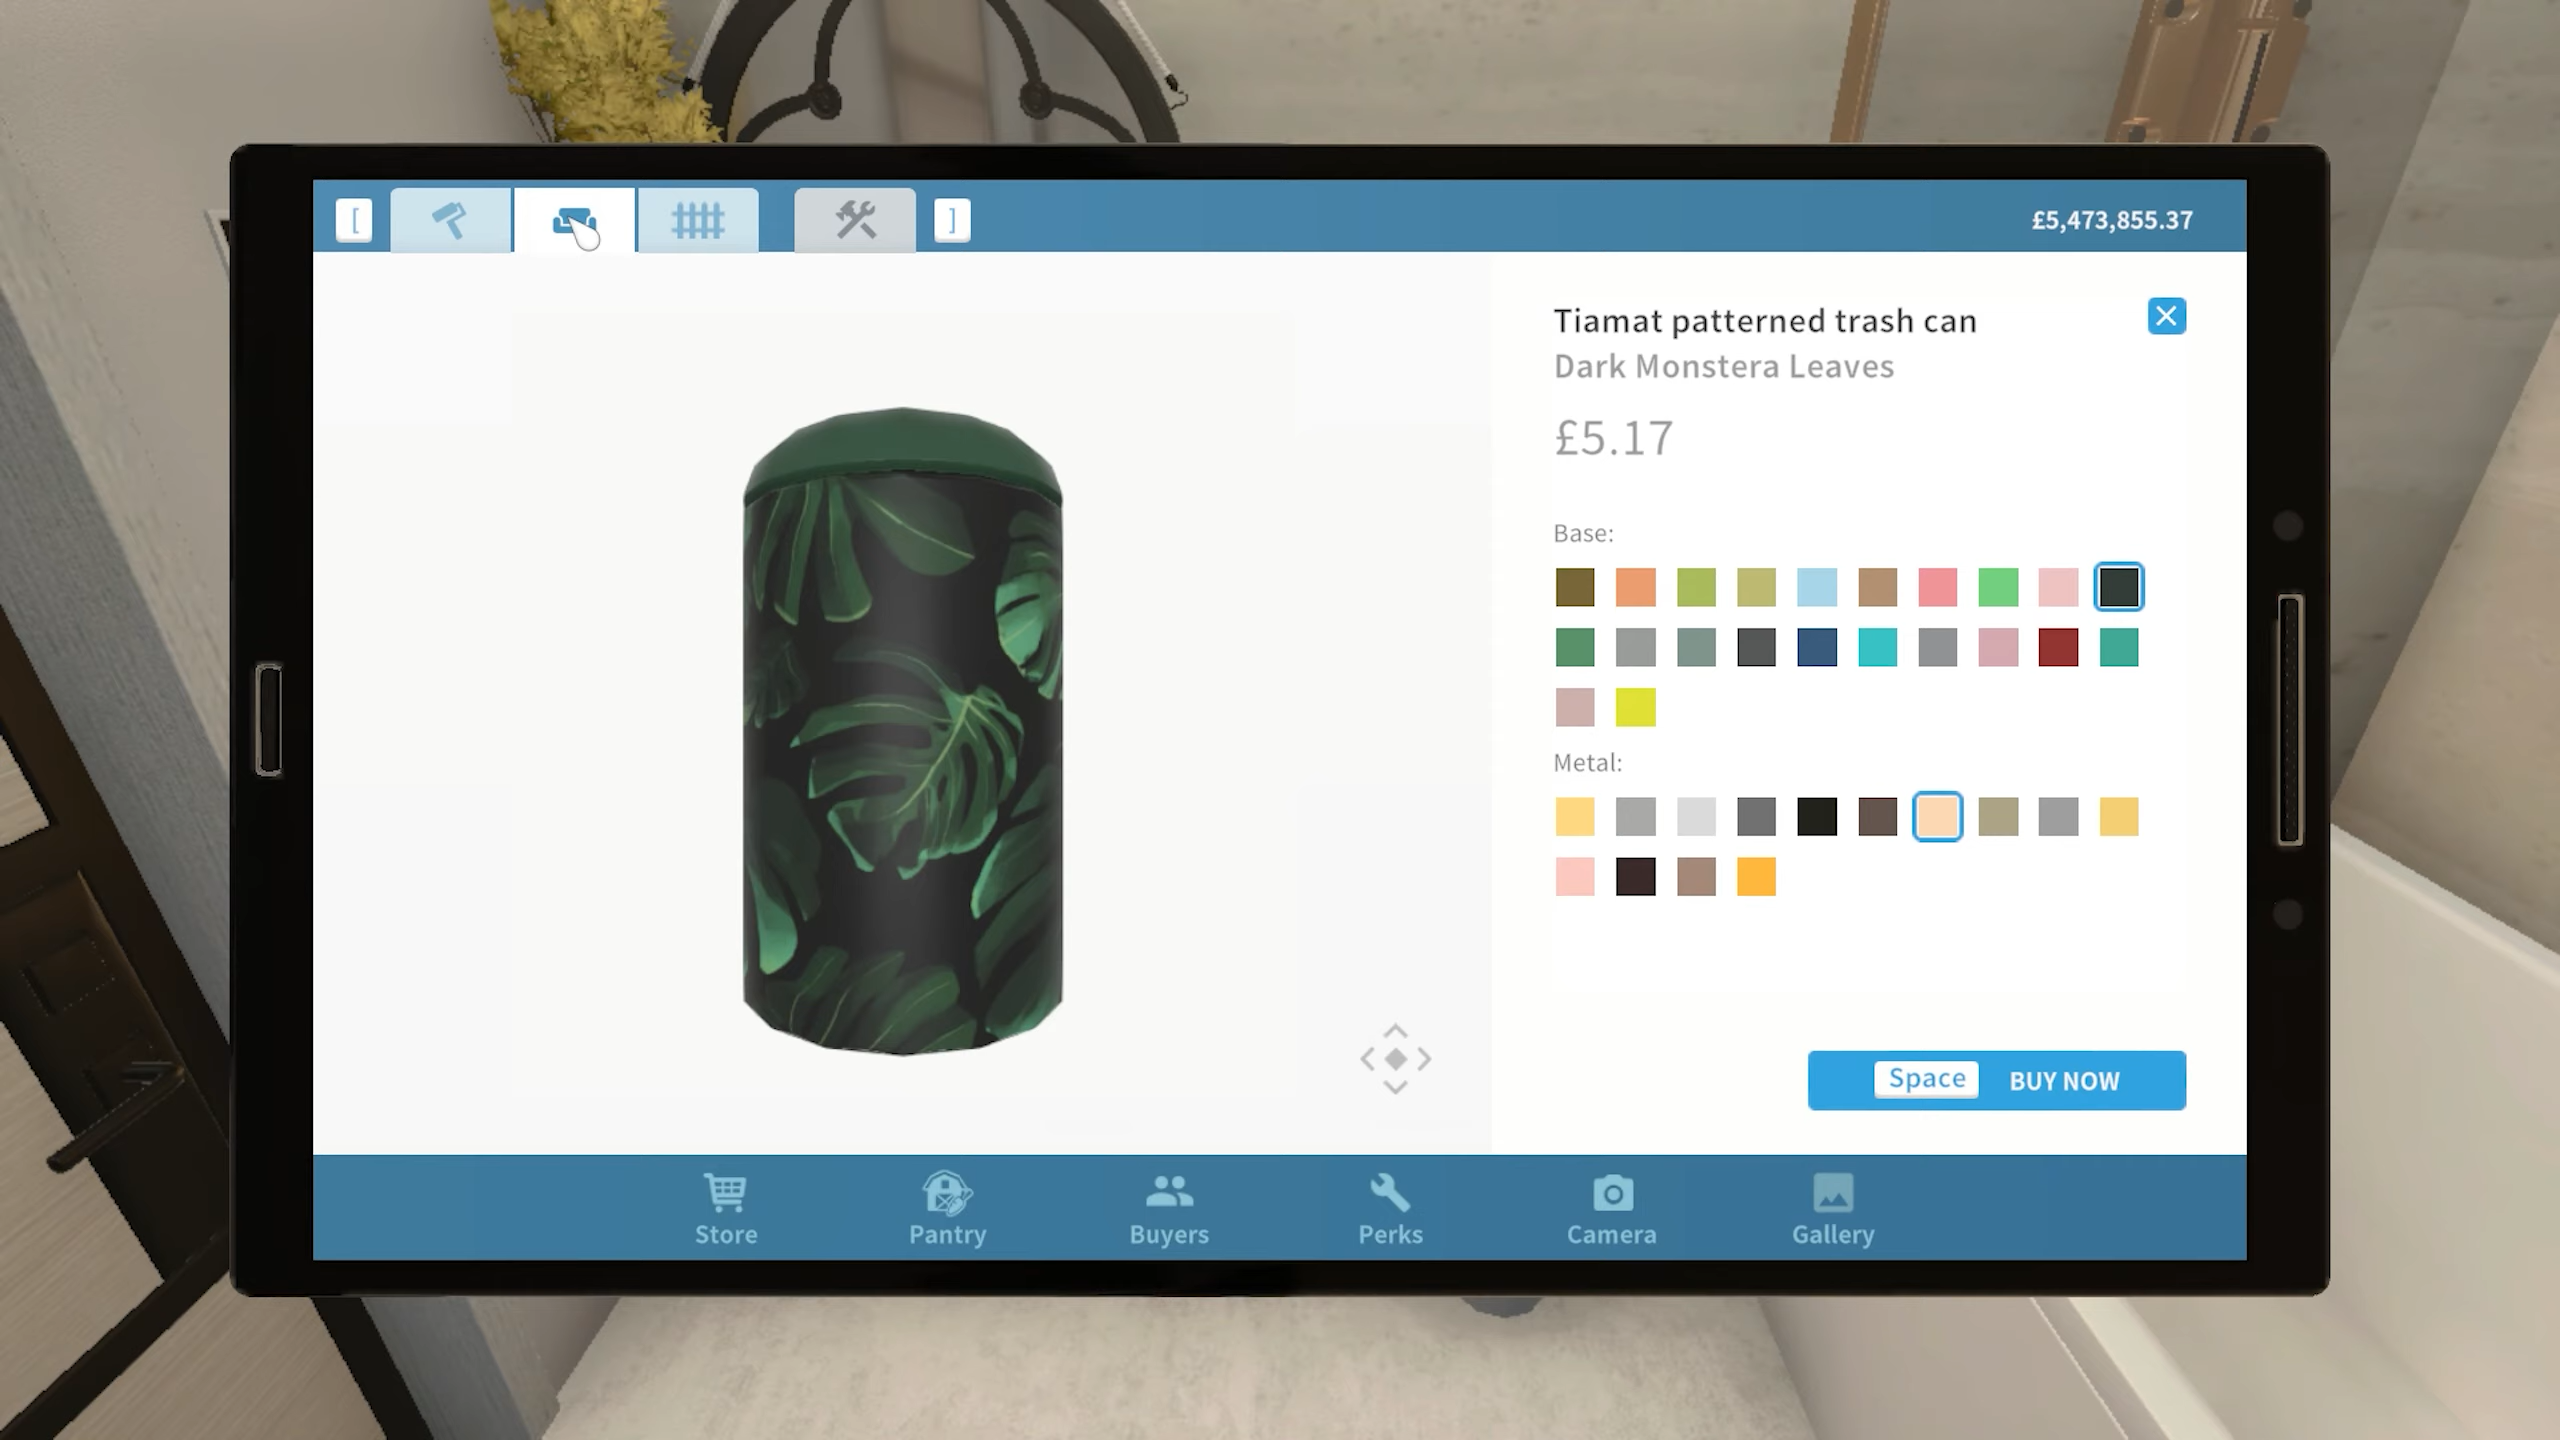 [
]
£5,473,855.37
Tiamat patterned trash can
Dark Monstera Leaves
£5.17
Base:
Metal:
Space BUY NOW
Store
Pantry
Buyers
Perks
Camera
Gallery